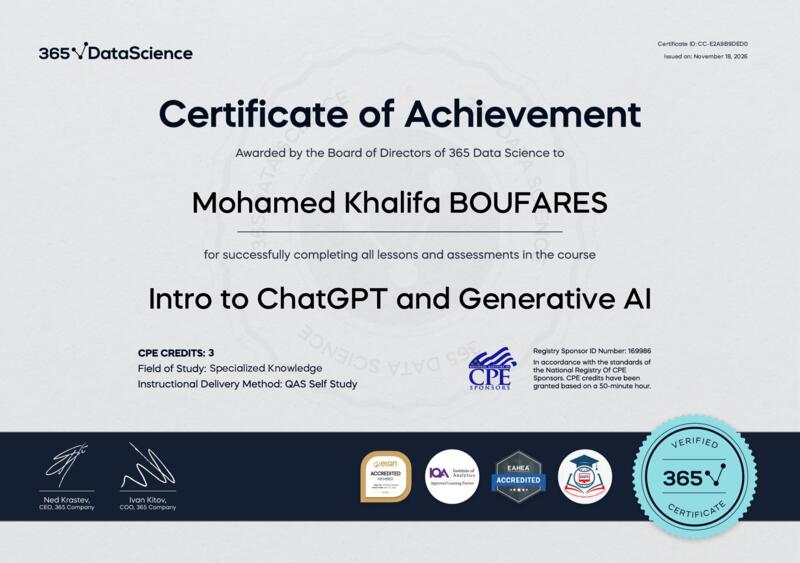 365 DataScience
Certificate ID: CC-E2A9B9DED0
Issued on: November 18, 2026
Certificate of Achievement
Awarded by the Board of Directors of 365 Data Science to
Mohamed Khalifa BOUFARES
for successfully completing all lessons and assessments in the course
Intro to ChatGPT and Generative AI
CPE CREDITS: 3
Field of Study: Specialized Knowledge
Instructional Delivery Method: QAS Self Study
CPE
SPONSORS
Registry Sponsor ID Number: 169986
In accordance with the standards of
the National Registry Of CPE
Sponsors. CPE credits have been
granted based on a 50-minute hour.
Ned Krastev,
CEO, 365 Company
Ivan Kitov,
COO, 365 Company
ACCREDITED
MEMBER
IOA
Institute of
Analytics
Approved Learning Partner
EAHEA
ACCREDITED
VERIFIED
365
CERTIFICATE
365 DATA SCIENCE